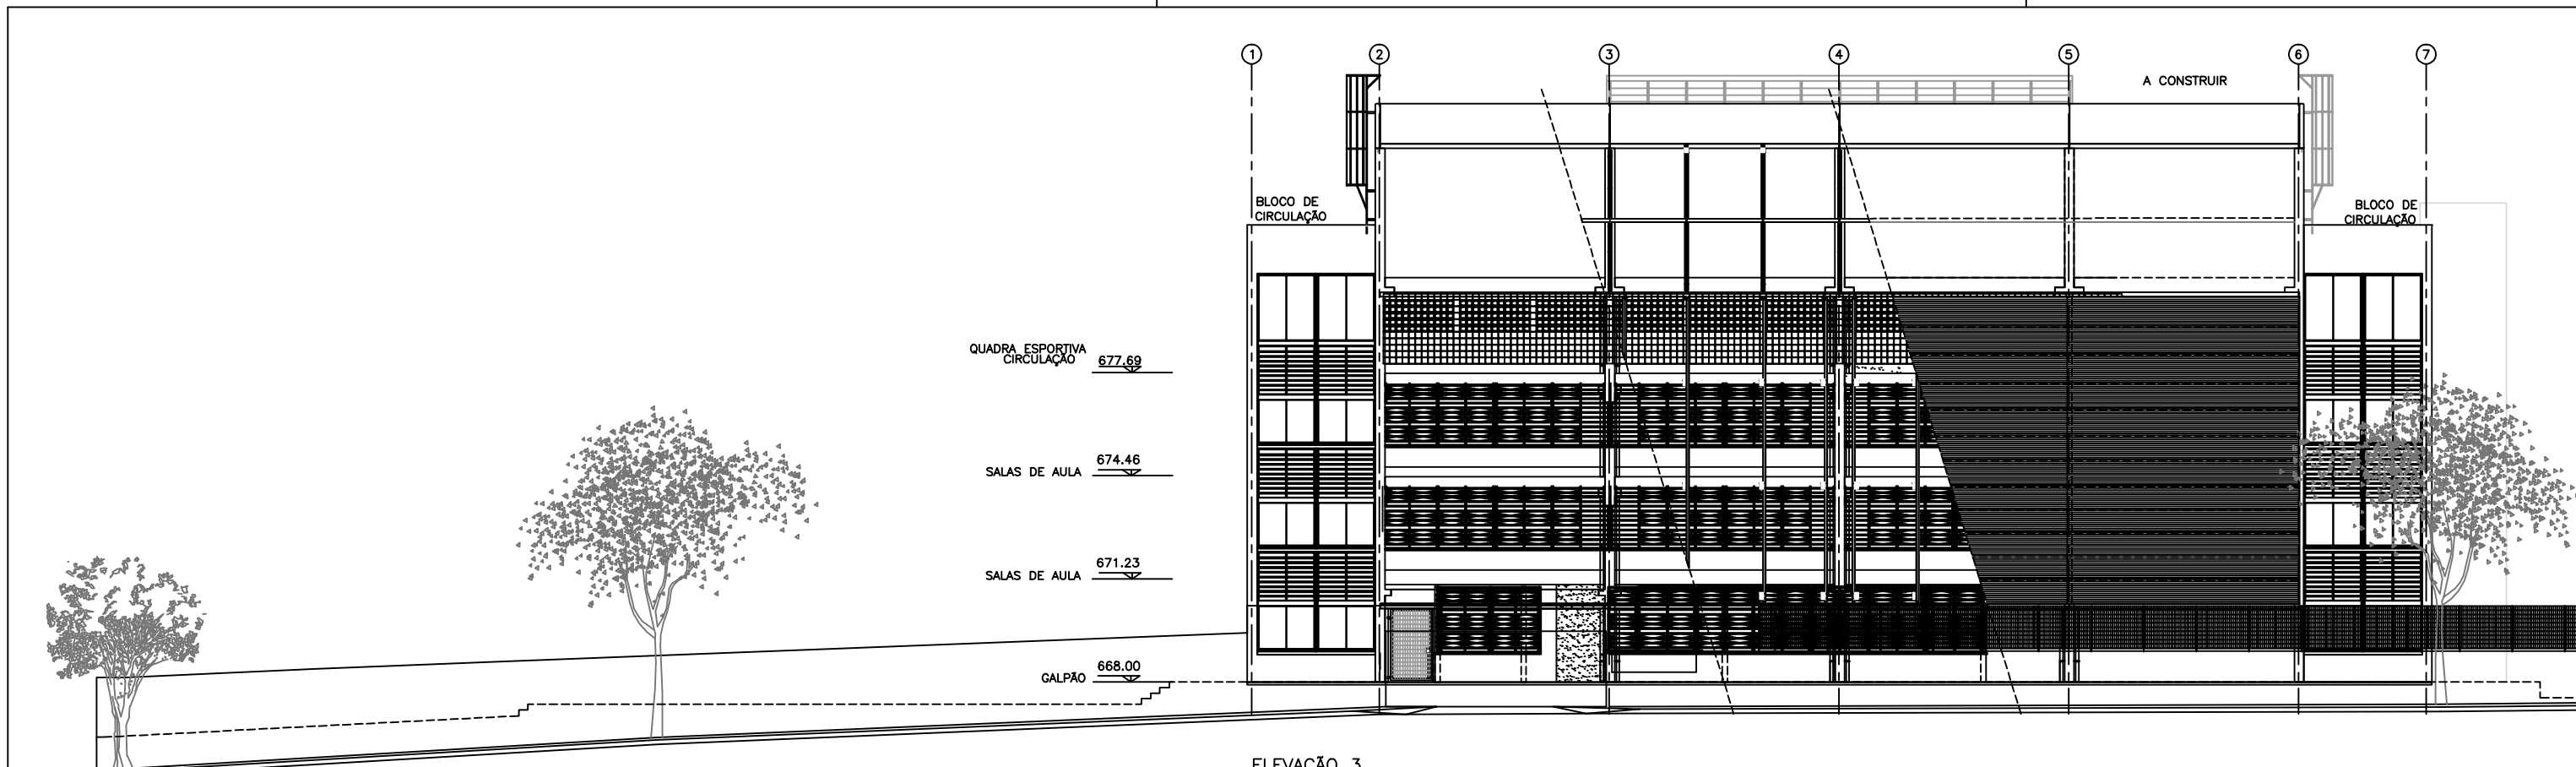 1
2
3
4
5
6
7
A CONSTRUIR
BLOCO DE
CIRCULAÇÃO
BLOCO DE
CIRCULAÇÃO
QUADRA ESPORTIVA
CIRCULAÇÃO
677.69
SALAS DE AULA
674.46
SALAS DE AULA
671.23
GALPÃO
668.00
ELEVAÇÃO 3